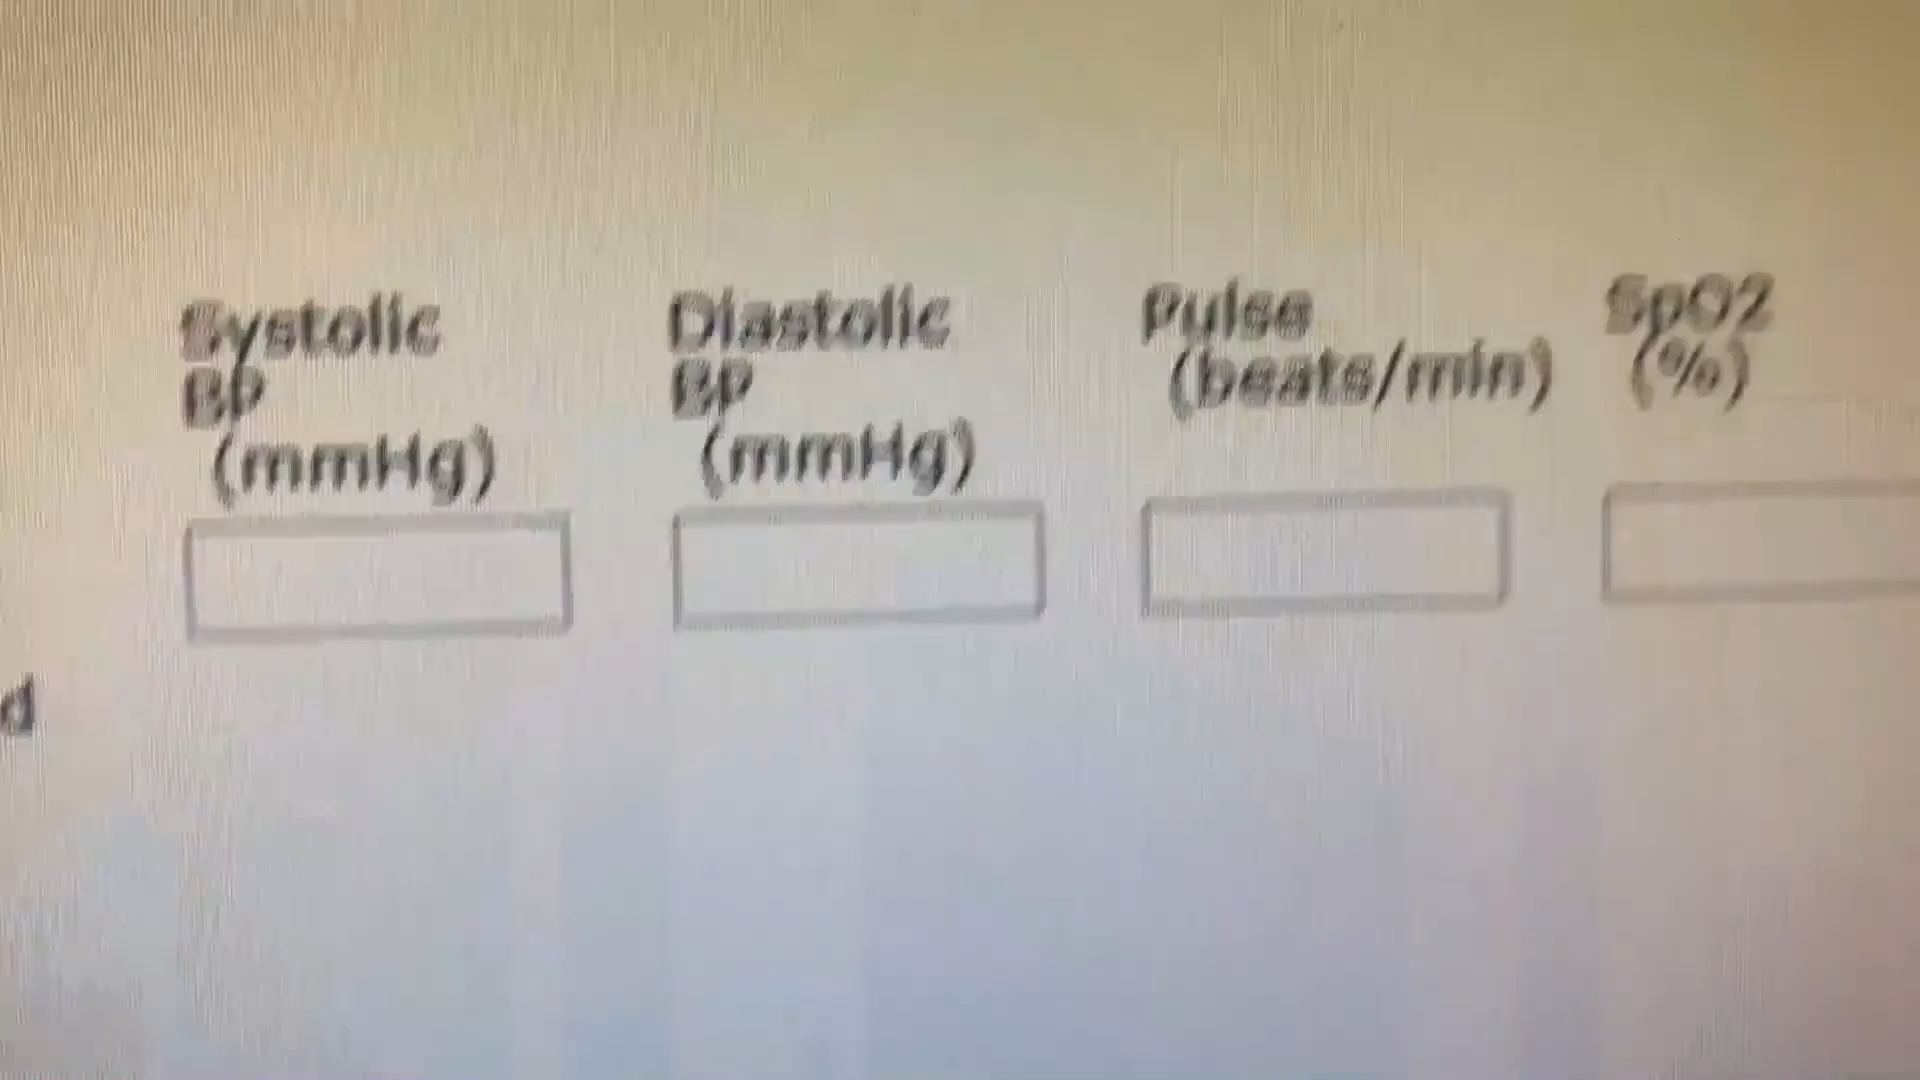 Systolic
BP
(mmHg)
Diastolic
BP
(mmHg)
Pulse
(beats/min)
SpO2
(%)
d